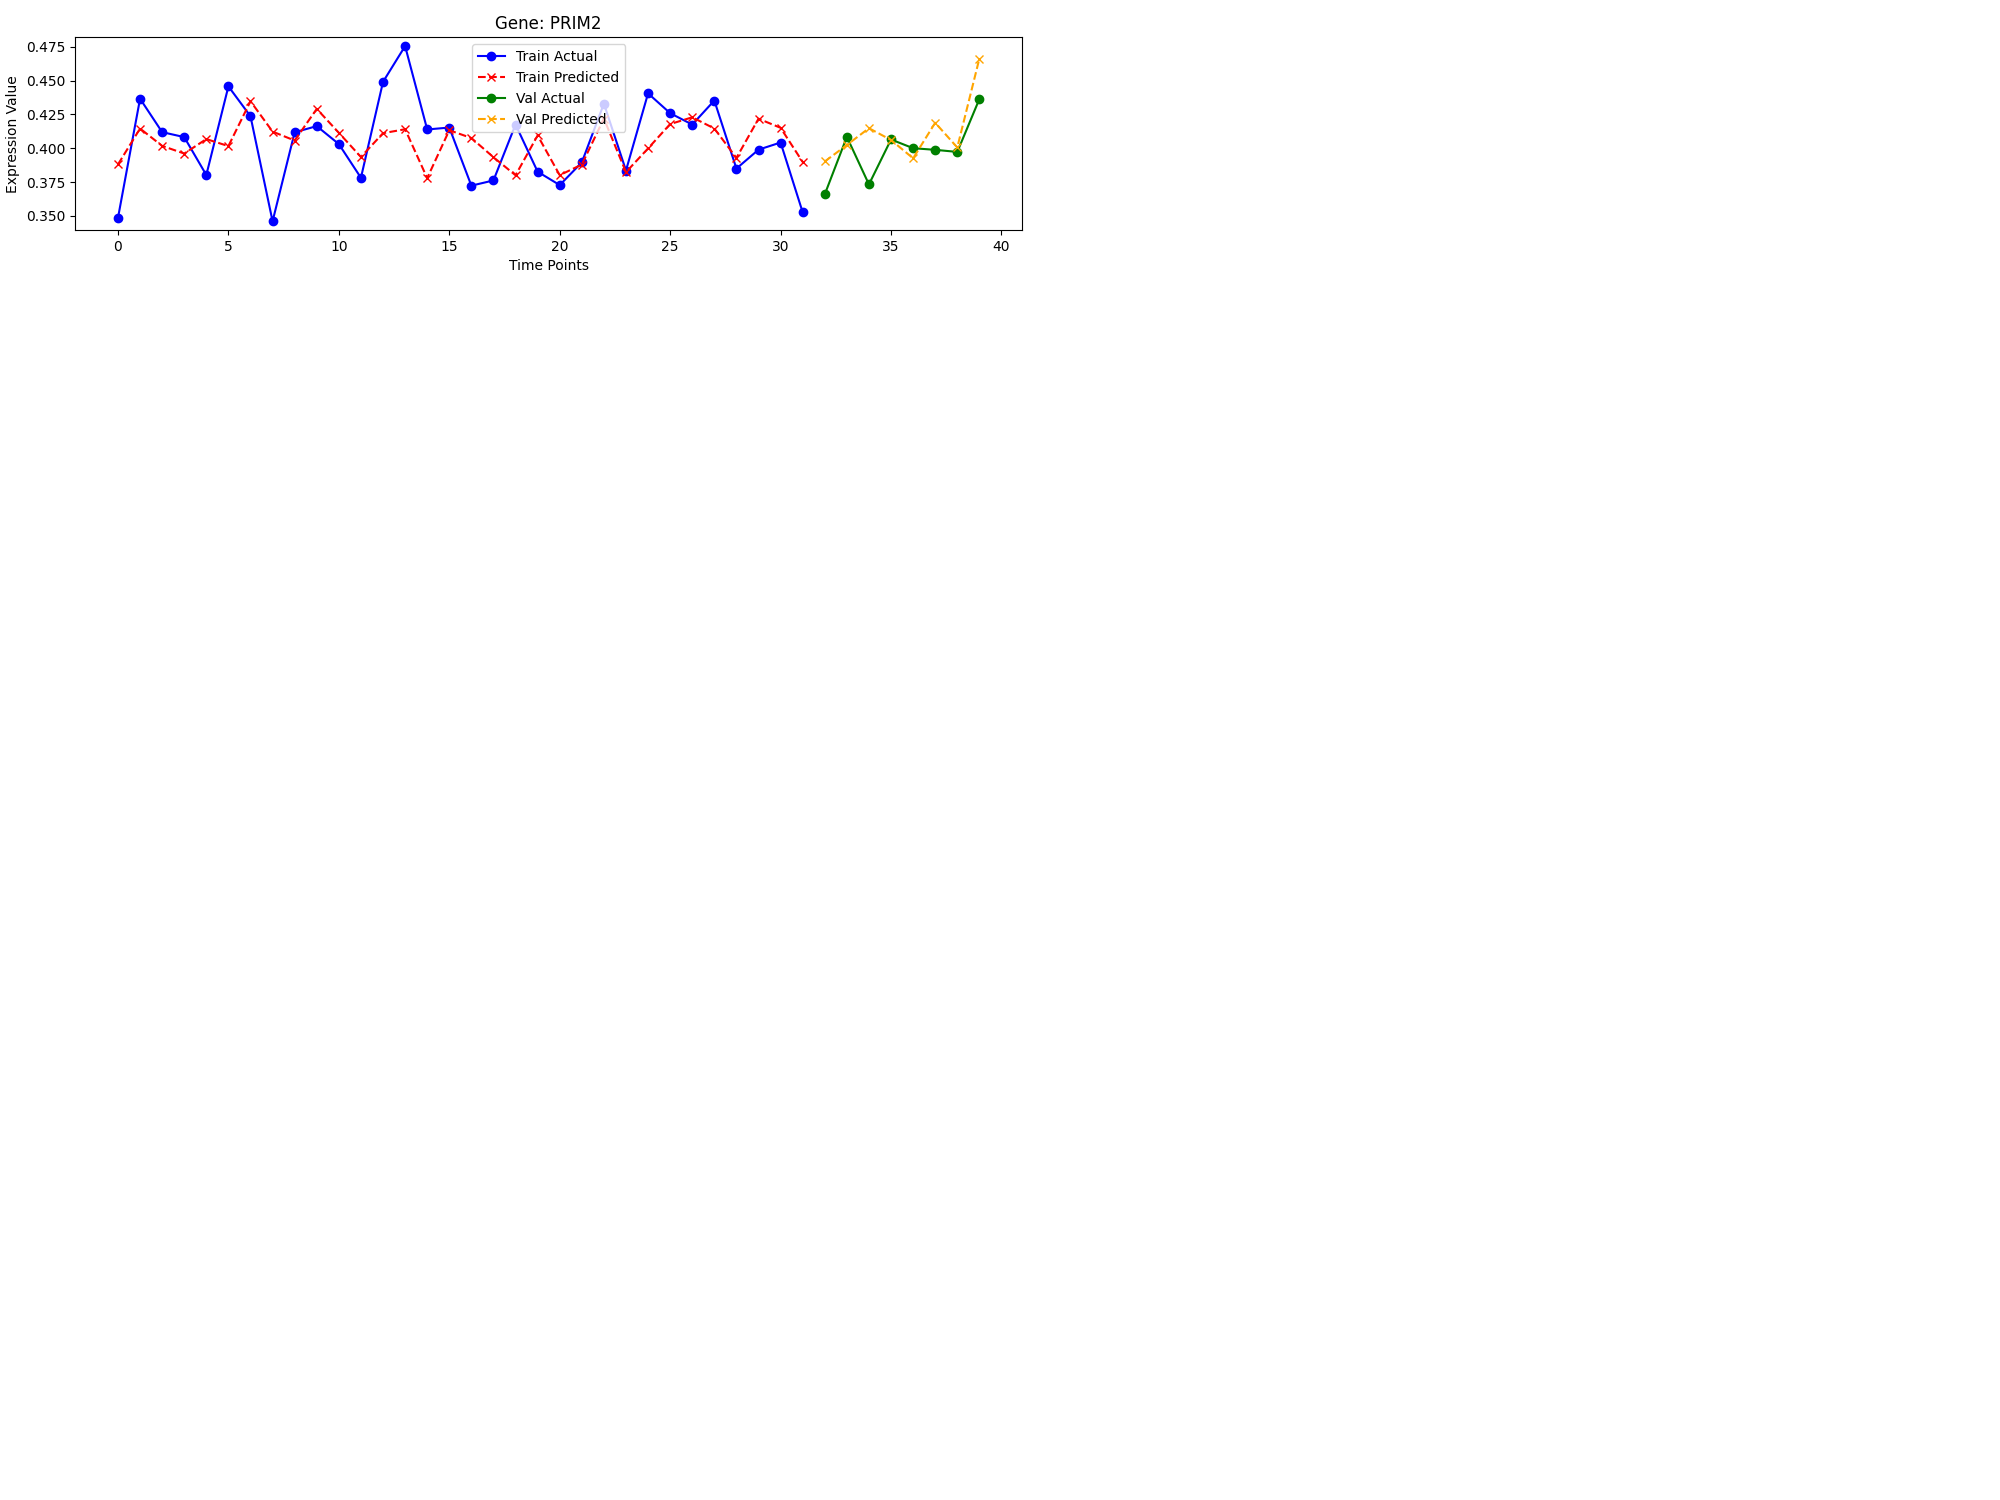 Gene: PRIM2
Expression Value
0.475
0.450
0.425
0.400
0.375
0.350
Train Actual
Train Predicted
Val Actual
Val Predicted
0 5 10 15 20 25 30 35 40
Time Points